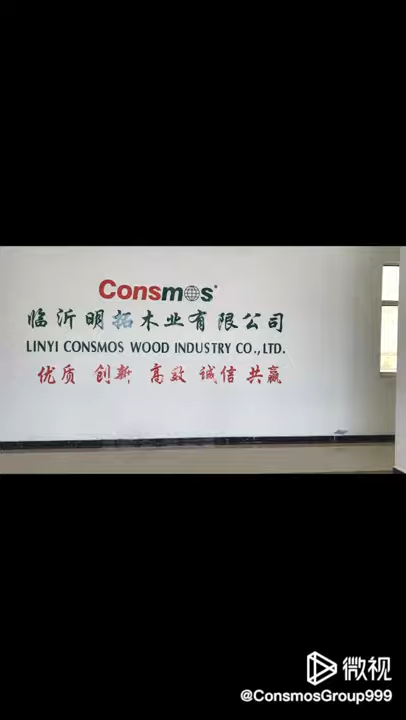 Consmos
临沂明拓木业有限公司
LINYI CONSMOS WOOD INDUSTRY CO., LTD.
优质 创新 高效 诚信 共赢
微视
@ConsmosGroup999